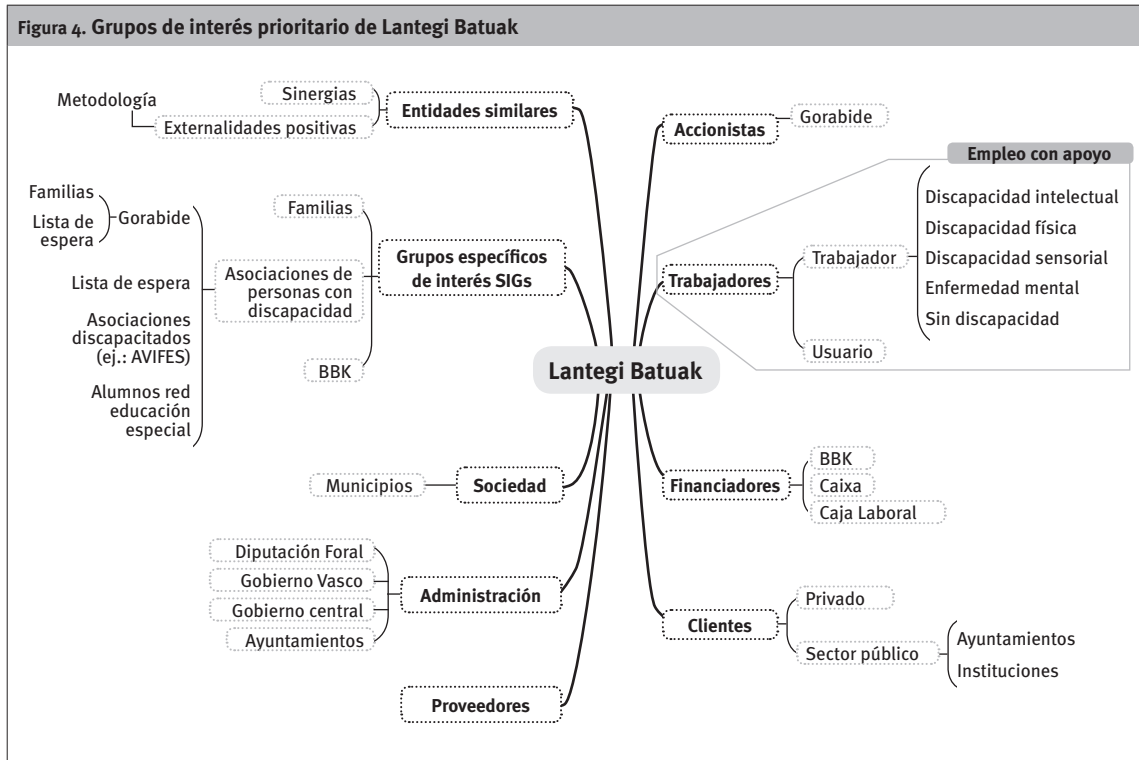 Figura 4. Grupos de interés prioritario de Lantegi Batuak
Metodología
Sinergias
Externalidades positivas
Entidades similares
Familias
Lista de
espera
Gorabide
Lista de espera
Asociaciones
discapacitados
(ej.: AVIFES)
Alumnos red
educación
especial
Familias
Asociaciones de
personas con
discapacidad
BBK
Grupos específicos
de interés SIGs
Municipios
Sociedad
Diputación Foral
Gobierno Vasco
Gobierno central
Ayuntamientos
Administración
Proveedores
Lantegi Batuak
Accionistas
Gorabide
Empleo con apoyo
Trabajadores
Trabajador
Discapacidad intelectual
Discapacidad física
Discapacidad sensorial
Enfermedad mental
Sin discapacidad
Usuario
Financiadores
BBK
Caixa
Caja Laboral
Clientes
Privado
Sector público
Ayuntamientos
Instituciones